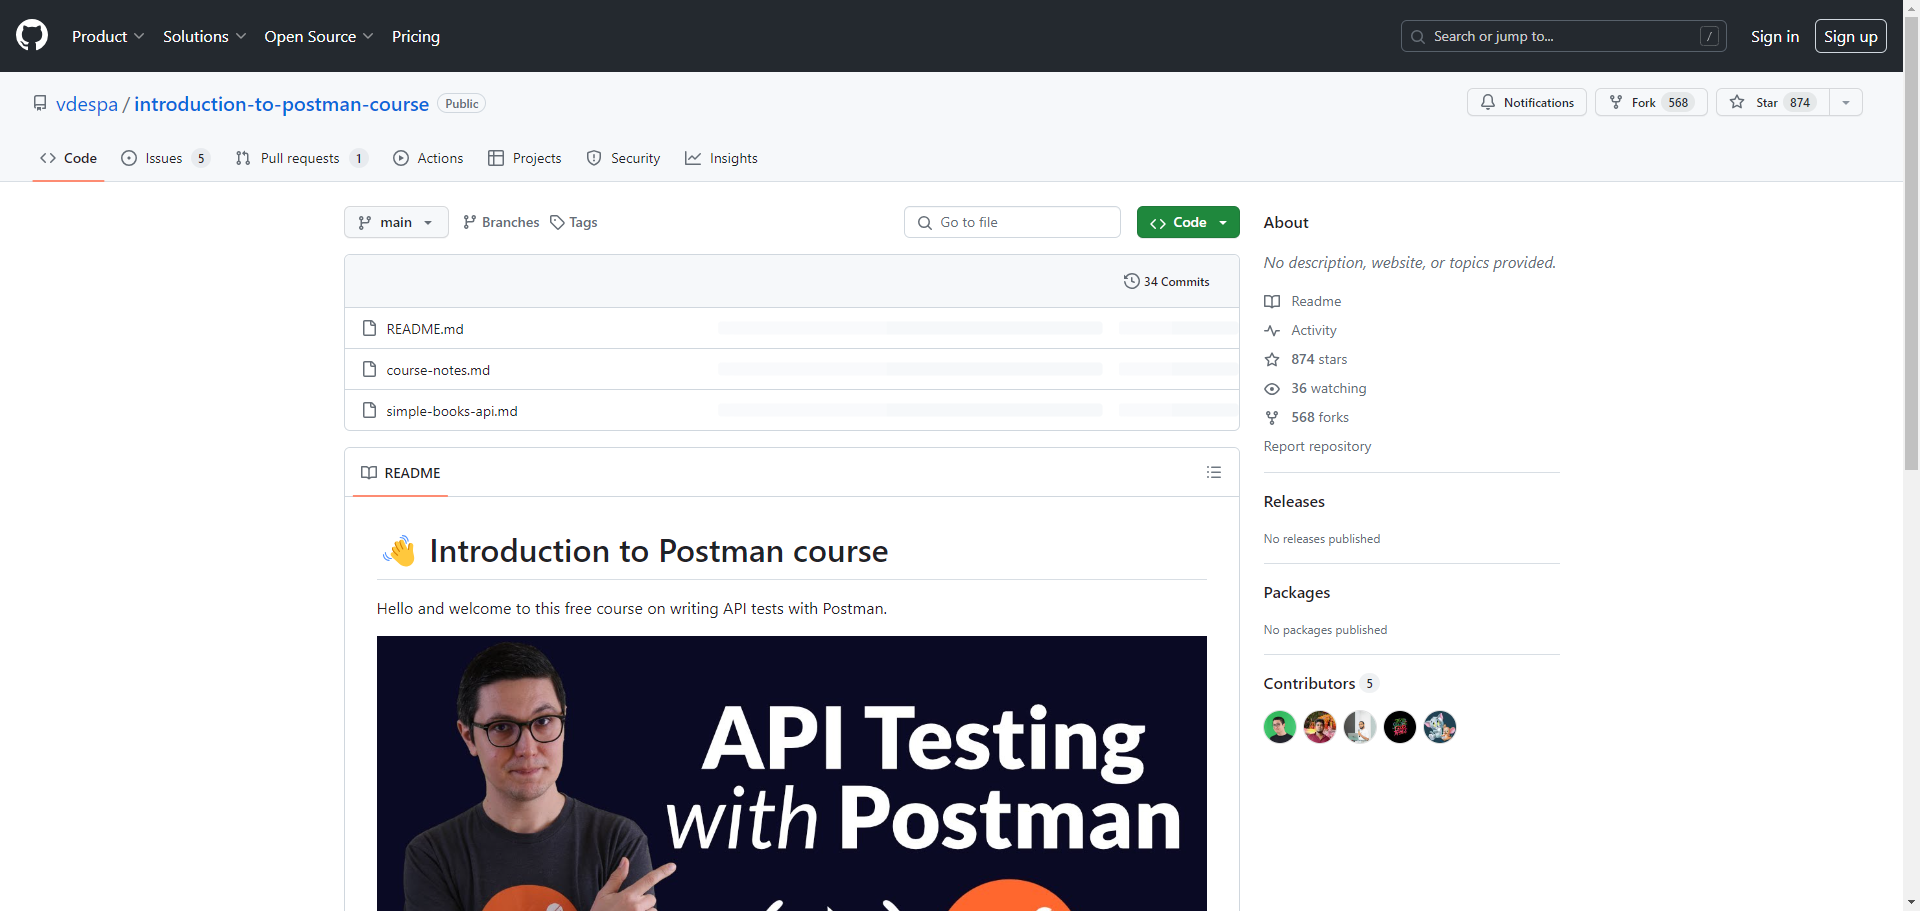 Product Solutions Open Source Pricing Search or jump to... / Sign in Sign up
vdespa / introduction-to-postman-course Public Notifications Fork 568 Star 874
Code Issues 5 Pull requests 1 Actions Projects Security Insights
main Branches Tags Go to file Code
34 Commits
README.md
course-notes.md
simple-books-api.md
README
👋 Introduction to Postman course
Hello and welcome to this free course on writing API tests with Postman.
API Testing
with Postman
About
No description, website, or topics provided.
Readme
Activity
874 stars
36 watching
568 forks
Report repository
Releases
No releases published
Packages
No packages published
Contributors 5